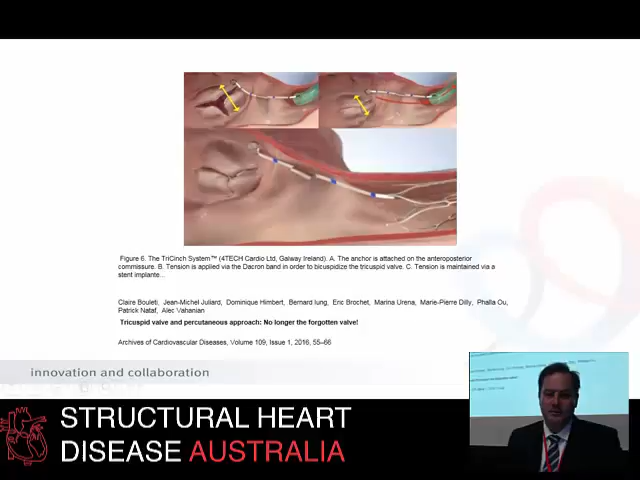 Figure 6. The TriCinch System™ (4TECH Cardio Ltd, Galway Ireland). A. The anchor is attached on the anteroposterior
commissure. B. Tension is applied via the Dacron band in order to bicuspidize the tricuspid valve. C. Tension is maintained via a
stent implante...
Claire Bouleti, Jean-Michel Juliard, Dominique Himbert, Bernard Iung, Eric Brochet, Marina Urena, Marie-Pierre Dilly, Phalla Ou,
Patrick Nataf, Alec Vahanian
Tricuspid valve and percutaneous approach: No longer the forgotten valve!
Archives of Cardiovascular Diseases, Volume 109, Issue 1, 2016, 55–66
innovation and collaboration
STRUCTURAL HEART
DISEASE AUSTRALIA